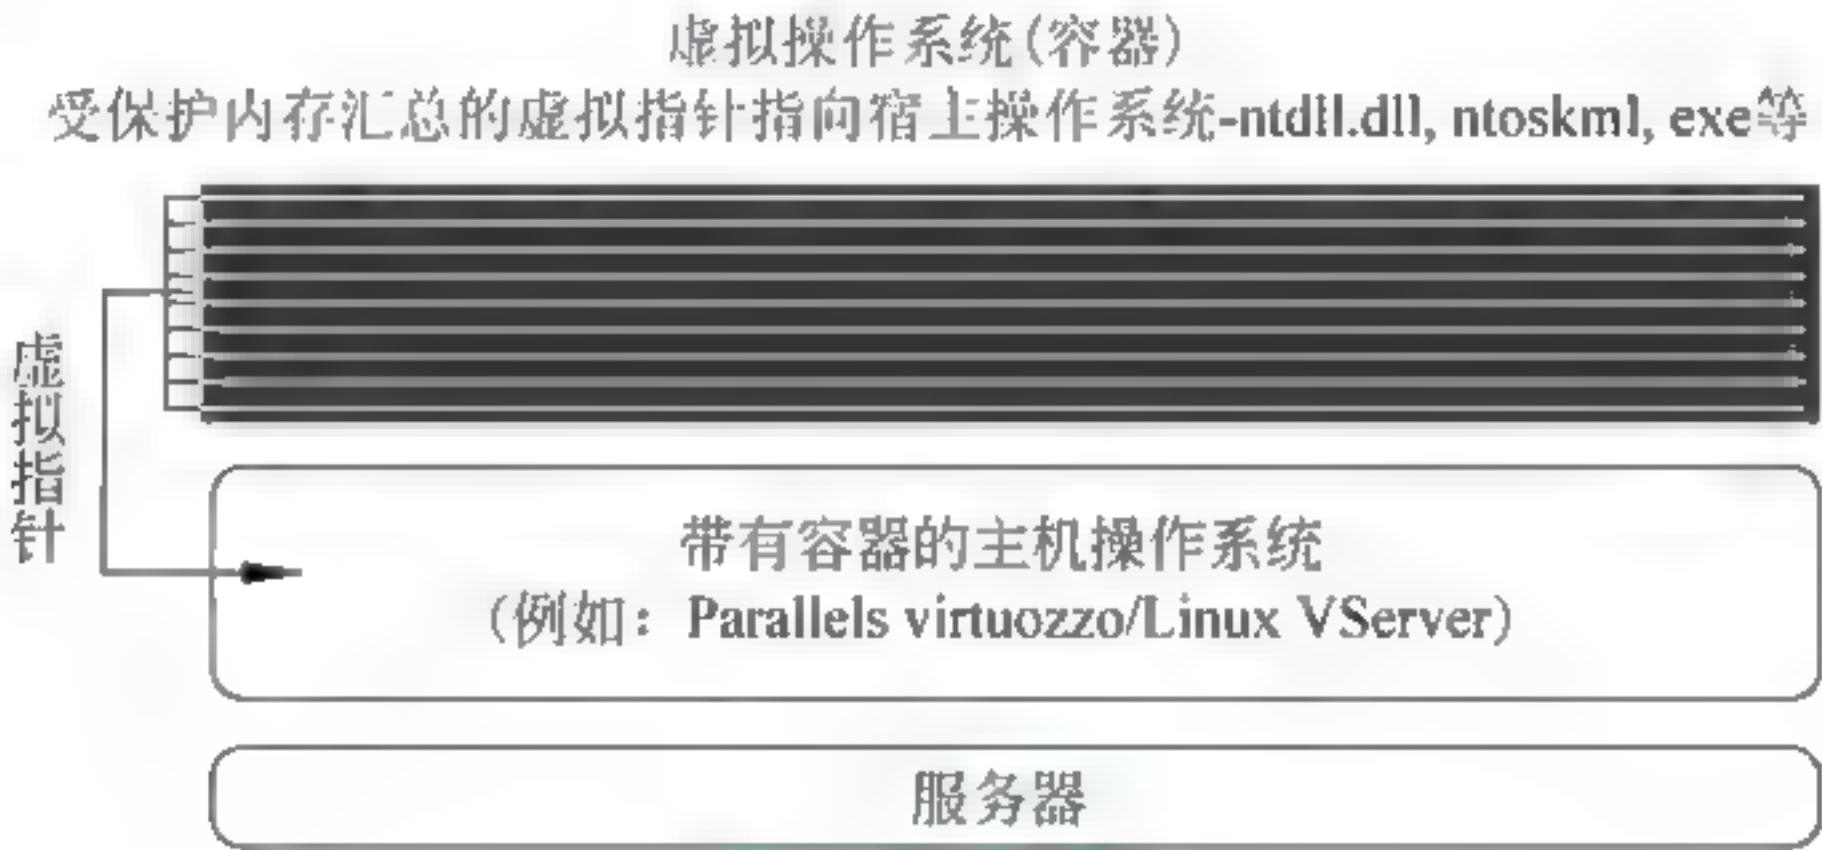 虚拟操作系统(容器)
受保护内存汇总的虚拟指针指向宿主操作系统-ntdll.dll, ntoskml, exe等
虚拟指针
带有容器的主机操作系统
(例如：Parallels virtuozzo/Linux VServer)
服务器